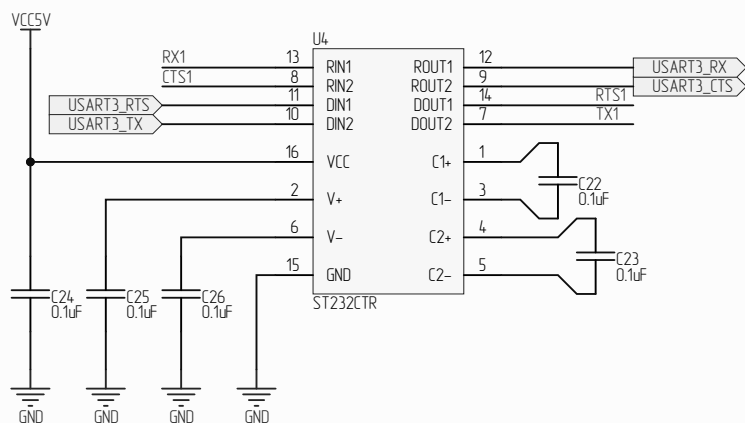 VCC5V
U4
RX1 13 RIN1 ROUT1 12 USART3_RX
CTS1 8 RIN2 ROUT2 9 USART3_CTS
USART3_RTS 11 DIN1 DOUT1 14 RTS1
USART3_TX 10 DIN2 DOUT2 7 TX1
16 VCC C1+ 1
C22
0.1uF
2 V+ C1- 3
6 V- C2+ 4
C23
0.1uF
15 GND C2- 5
ST232CTR
C24
0.1uF
C25
0.1uF
C26
0.1uF
GND
GND
GND
GND